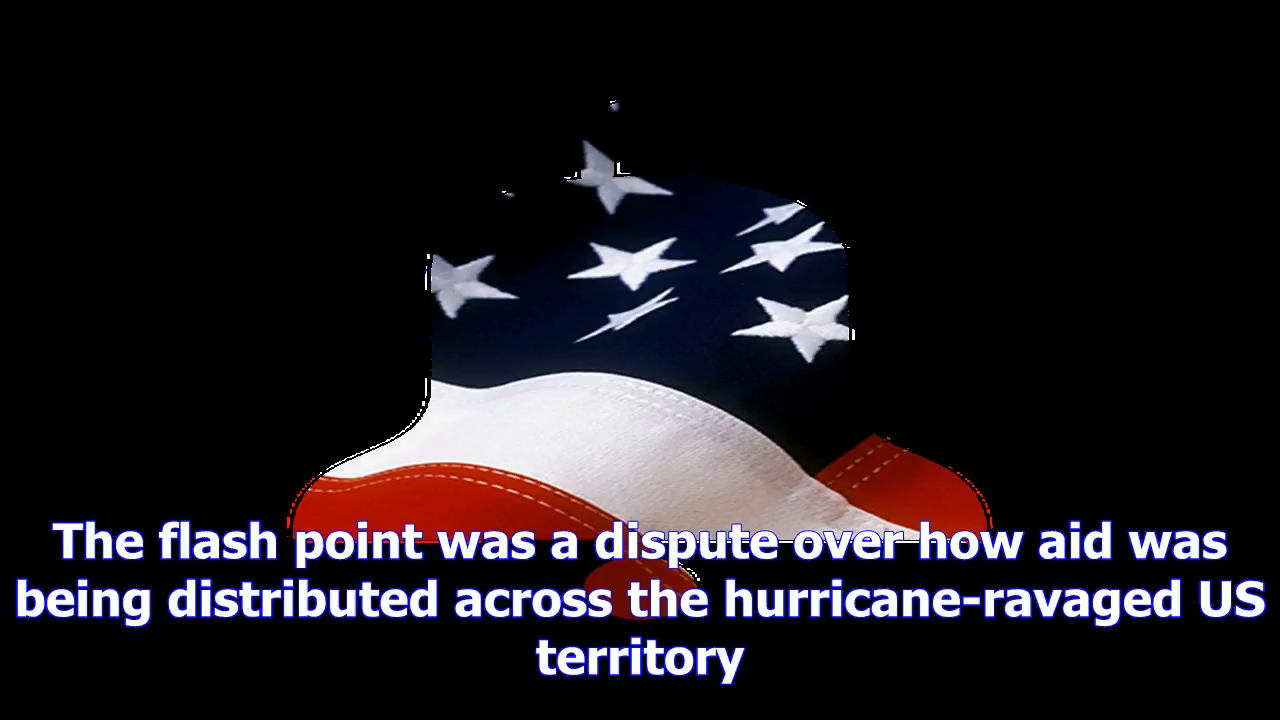 The flash point was a dispute over how aid was
being distributed across the hurricane-ravaged US
territory